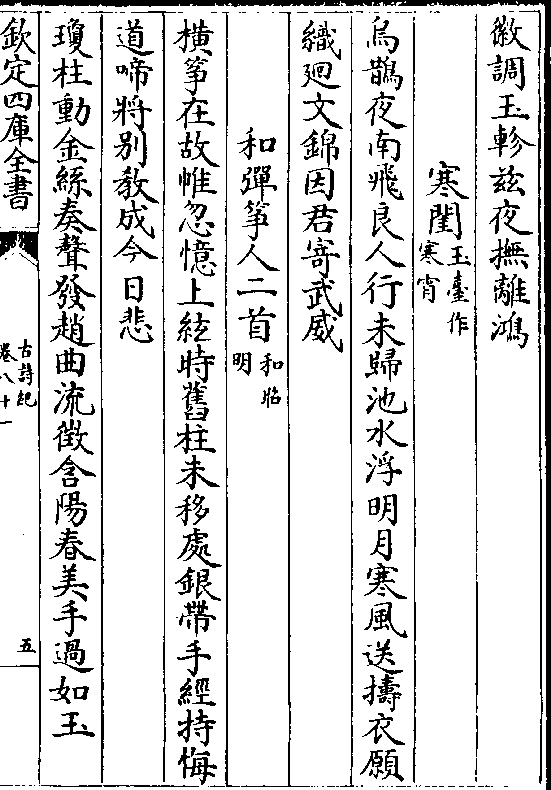 徽調玉軫兹夜撫離鴻
寒閨玉臺作寒宵
烏鵲夜南飛良人行未歸池水浮明月寒風送擣衣願
織廻文錦因君寄武威
和彈箏人二首和昭明
横箏在故帷忽憶上絃時舊柱未移處銀帶手經持悔
道啼將别教成今日悲
瓊柱動金絲秦聲發趙曲流徴含陽春美手過如玉
欽定四庫全書
古詩紀
卷八十一
五